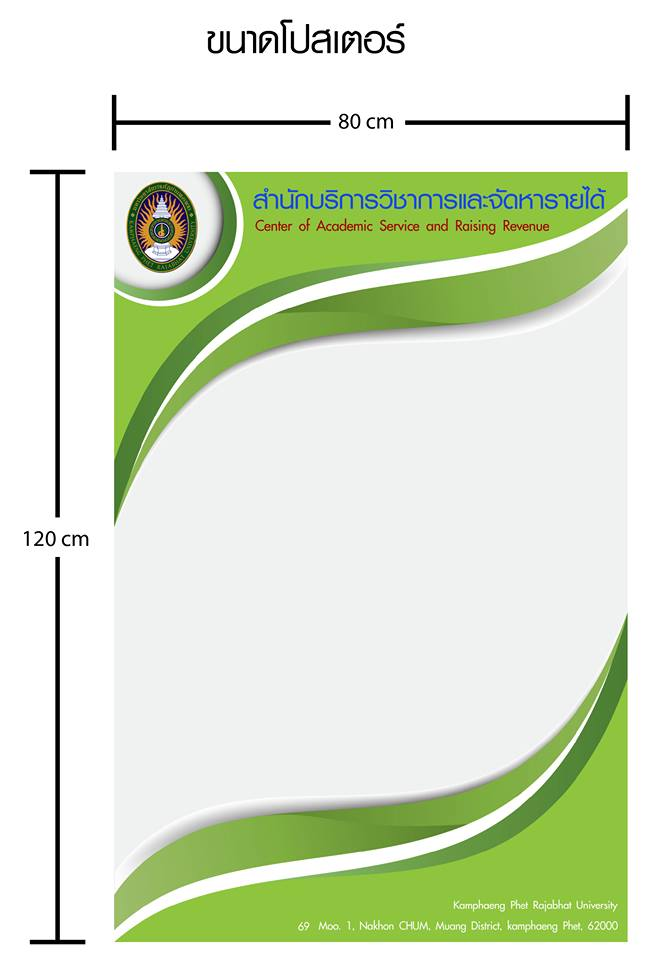 ขนาดโปสเตอร์
80 cm
สำนักบริการวิชาการและจัดหารายได้
Center of Academic Service and Raising Revenue
120 cm
Kamphaeng Phet Rajabhat University
69 Moo. 1, Nakhon CHUM, Muang District, kamphaeng Phet, 62000